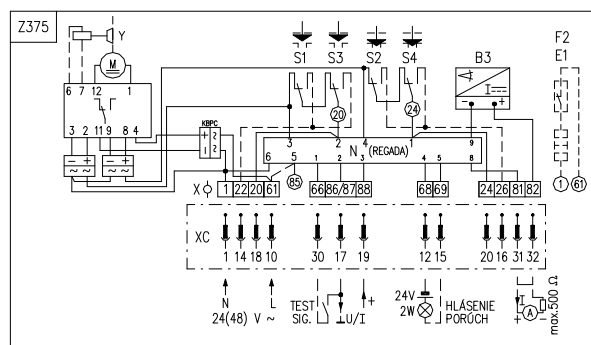 Z375
Y
M
6 7 12 1
3 2 11 9 8 4
− +
~ ~
+ −
~ ~
KBPC
+ ~
− ~
S1 S3 S2 S4
20
24
B3
I
− +
F2
E1
1 61
3 2 4 1 9
N (REGADA)
6 5 1 2 3 4 5 8
85
X 1 22 20 61 66 86/87 88 68 69 24 26 81 82
XC
1 14 18 10 30 17 19 12 15 20 16 31 32
N L
24(48) V ~
TEST
SIG.
⊥U/I
+
24V
2W
HLÁSENIE
PORÚCH
I
+ A −
max.500 Ω